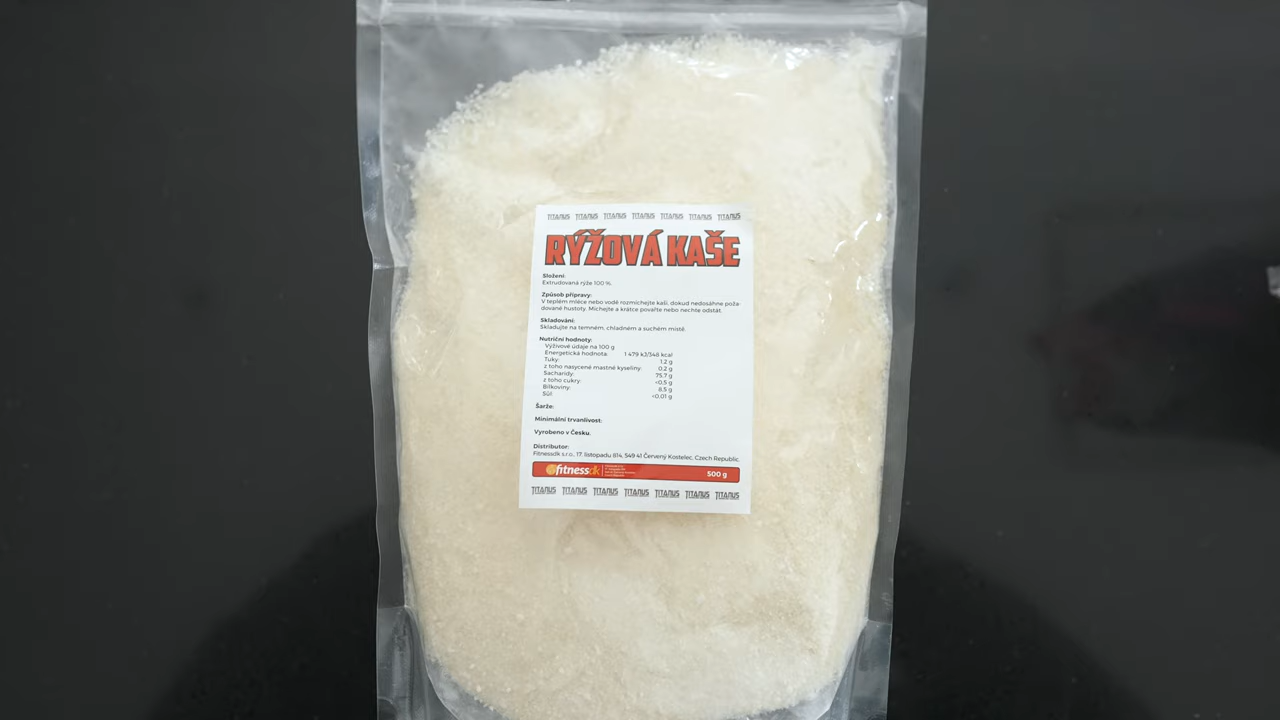 TITANUS TITANUS TITANUS TITANUS TITANUS TITANUS TITANUS
RÝŽOVÁ KAŠE
Složení:
Extrudovaná rýže 100 %.
Způsob přípravy:
V teplém mléce nebo vodě rozmíchejte kaši, dokud nedosáhne poža-
dované hustoty. Míchejte a krátce povařte nebo nechte odstát.
Skladování:
Skladujte na temném, chladném a suchém místě.
Nutriční hodnoty:
Výživové údaje na 100 g
Energetická hodnota: 1 479 kJ/348 kcal
Tuky: 1,2 g
z toho nasycené mastné kyseliny: 0,2 g
Sacharidy: 75,7 g
z toho cukry: <0,5 g
Bílkoviny: 8,5 g
Sůl: <0,01 g
Šarže:
Minimální trvanlivost:
Vyrobeno v Česku.
Distributor:
Fitnessdk s.r.o., 17. listopadu 814, 549 41 Červený Kostelec, Czech Republic
fitnessdk 500 g
TITANUS TITANUS TITANUS TITANUS TITANUS TITANUS TITANUS